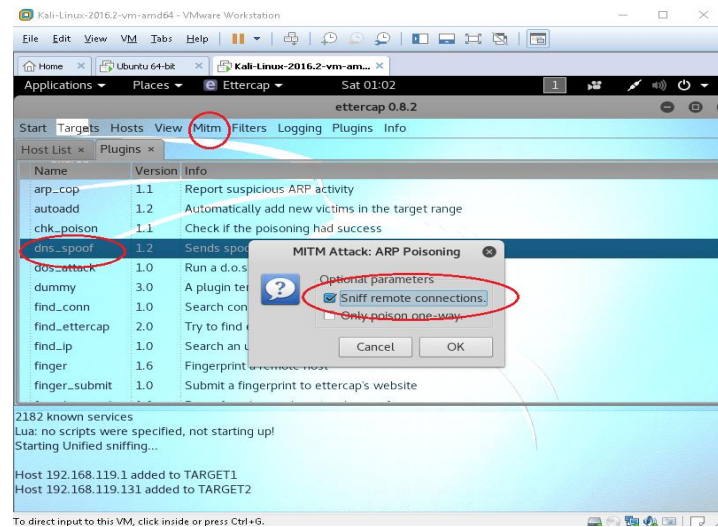 Kali-Linux-2016.2-vm-amd64 - VMware Workstation
File Edit View VM Tabs Help
Home × Ubuntu 64-bit × Kali-Linux-2016.2-vm-am... ×
Applications Places Ettercap Sat 01:02 1
ettercap 0.8.2
Start Targets Hosts View Mitm Filters Logging Plugins Info
Host List × Plugins ×
Name Version Info
arp_cop 1.1 Report suspicious ARP activity
autoadd 1.2 Automatically add new victims in the target range
chk_poison 1.1 Check if the poisoning had success
dns_spoof 1.2 Sends spoo
MITM Attack: ARP Poisoning
Optional parameters
Sniff remote connections.
Only poison one-way.
Cancel OK
dos_attack 1.0 Run a d.o.s
dummy 3.0 A plugin te
find_conn 1.0 Search con
find_ettercap 2.0 Try to find
find_ip 1.0 Search an
finger 1.6 Fingerprint a remote host
finger_submit 1.0 Submit a fingerprint to ettercap's website
2182 known services
Lua: no scripts were specified, not starting up!
Starting Unified sniffing...
Host 192.168.119.1 added to TARGET1
Host 192.168.119.131 added to TARGET2
To direct input to this VM, click inside or press Ctrl+G.